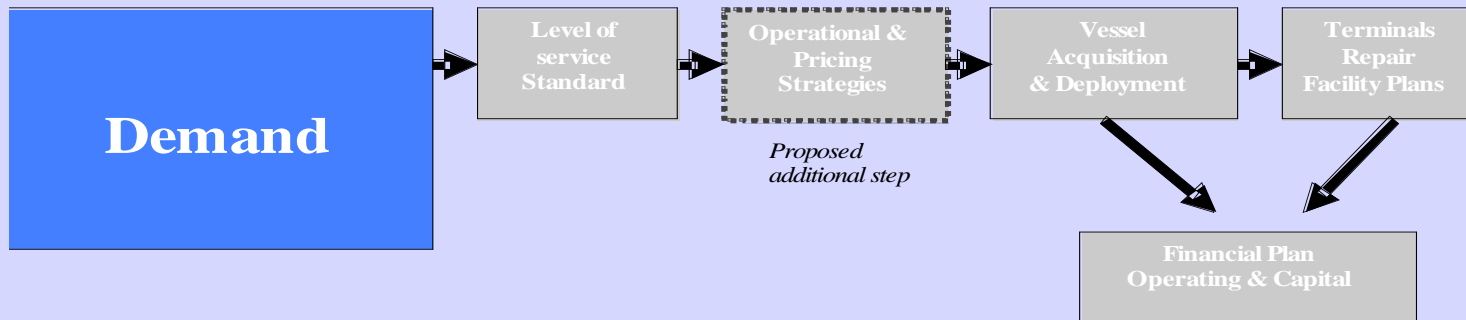 Demand
Level of
service
Standard
Operational &
Pricing
Strategies
Proposed
additional step
Vessel
Acquisition
& Deployment
Terminals
Repair
Facility Plans
Financial Plan
Operating & Capital